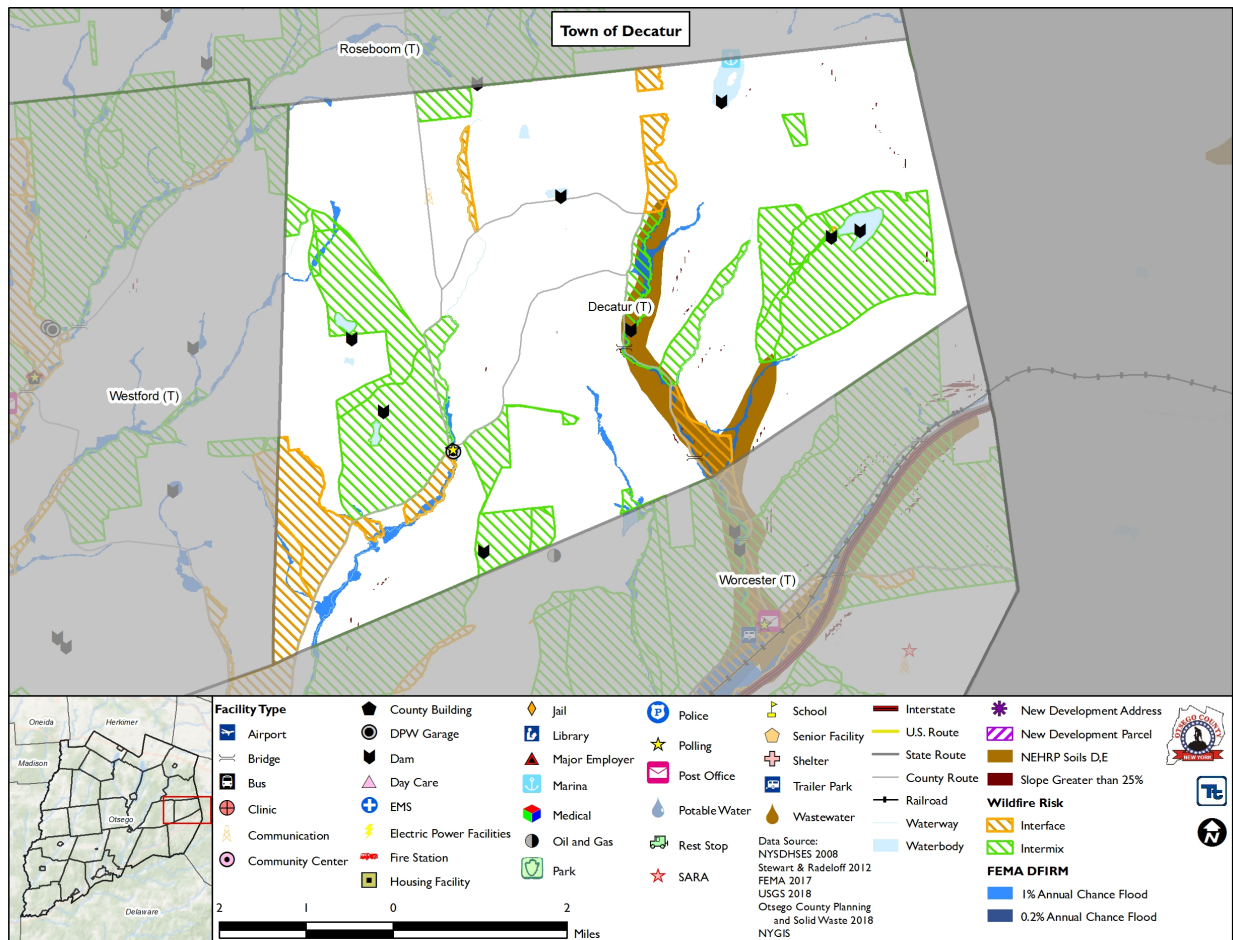 Town of Decatur
Roseboom (T)
Decatur (T)
Westford (T)
Worcester (T)
Oneida
Herkimer
Madison
Otsego
Delaware
Facility Type
Airport
Bridge
Bus
Clinic
Communication
Community Center
County Building
DPW Garage
Dam
Day Care
EMS
Electric Power Facilities
Fire Station
Housing Facility
Jail
Library
Major Employer
Marina
Medical
Oil and Gas
Park
Police
Polling
Post Office
Potable Water
Rest Stop
SARA
School
Senior Facility
Shelter
Trailer Park
Wastewater
Data Source:
NYSDHSES 2008
Stewart & Radeloff 2012
FEMA 2017
USGS 2018
Otsego County Planning
and Solid Waste 2018
NYGIS
Interstate
U.S. Route
State Route
County Route
Railroad
Waterway
Waterbody
New Development Address
New Development Parcel
NEHRP Soils D,E
Slope Greater than 25%
Wildfire Risk
Interface
Intermix
FEMA DFIRM
1% Annual Chance Flood
0.2% Annual Chance Flood
OTSEGO COUNTY
NEW YORK
Tt
N
2 1 0 2
Miles